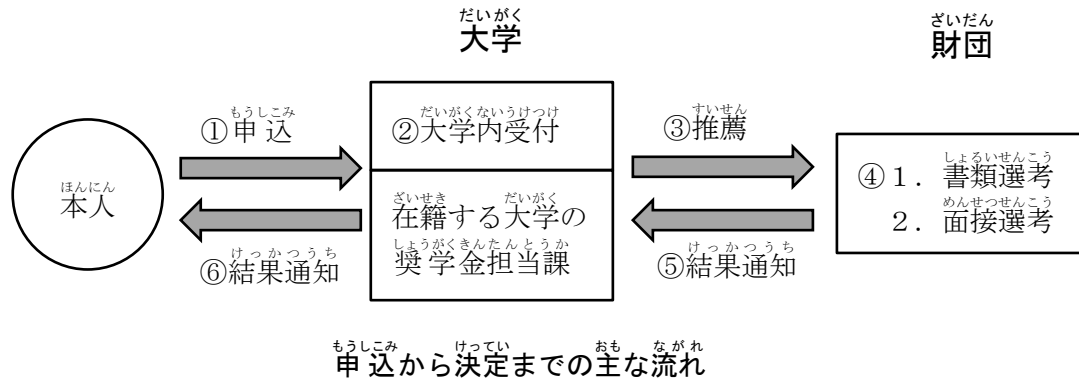 だいがく
大学
ざいだん
財団
ほんにん
本人
もうしこみ
①申込
だいがくないうけつけ
②大学内受付
ざいせき だいがく
在籍する大学の
しょうがくきんたんとうか
奨学金担当課
すいせん
③推薦
しょるいせんこう
④１．書類選考
めんせつせんこう
２．面接選考
けっかつうち
⑤結果通知
けっかつうち
⑥結果通知
もうしこみ けってい おも ながれ
申込から決定までの主な流れ